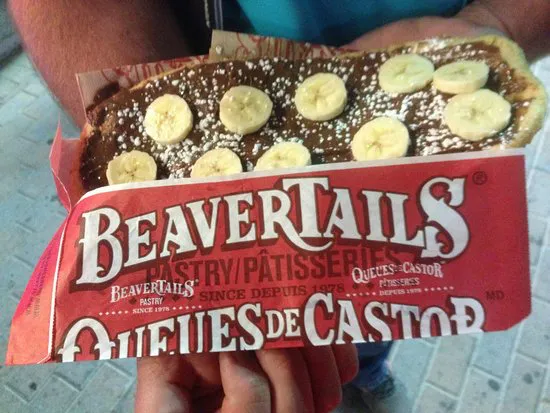 BEAVERTAILS®
PASTRY/PÂTISSERIES
SINCE DEPUIS 1978
BEAVERTAILS
PASTRY
SINCE 1978
QUEUES DE CASTOR
PÂTISSERIES
DEPUIS 1978
QUEUES DE CASTOR MD